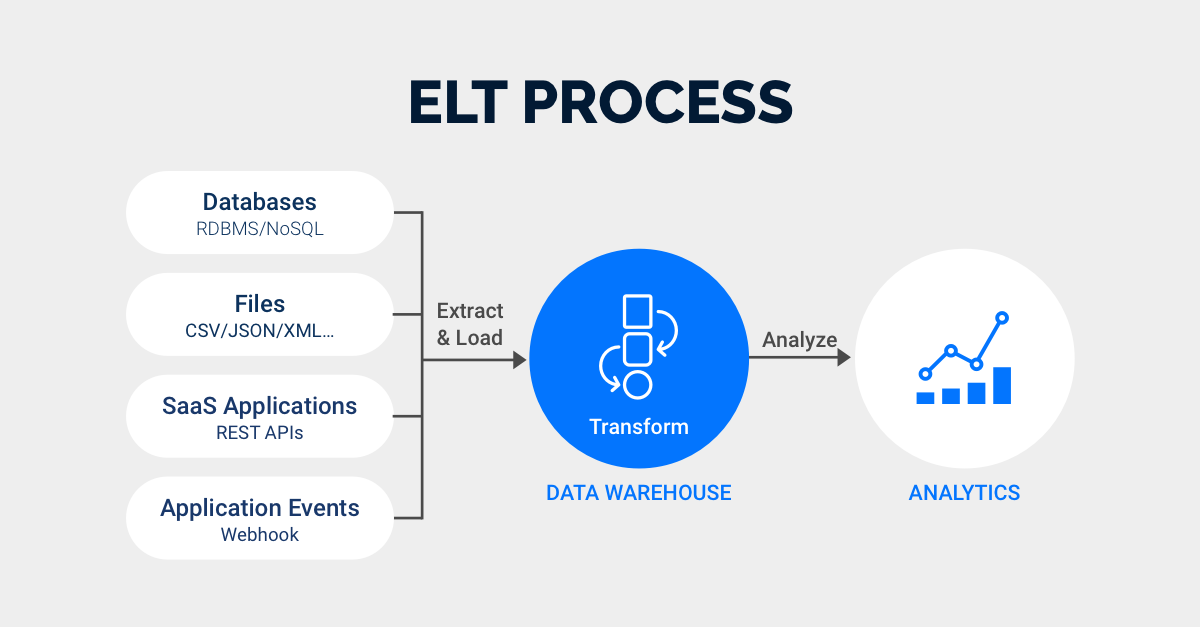 ELT PROCESS
Databases
RDBMS/NoSQL
Files
CSV/JSON/XML...
SaaS Applications
REST APIs
Application Events
Webhook
Extract
& Load
Transform
DATA WAREHOUSE
Analyze
ANALYTICS